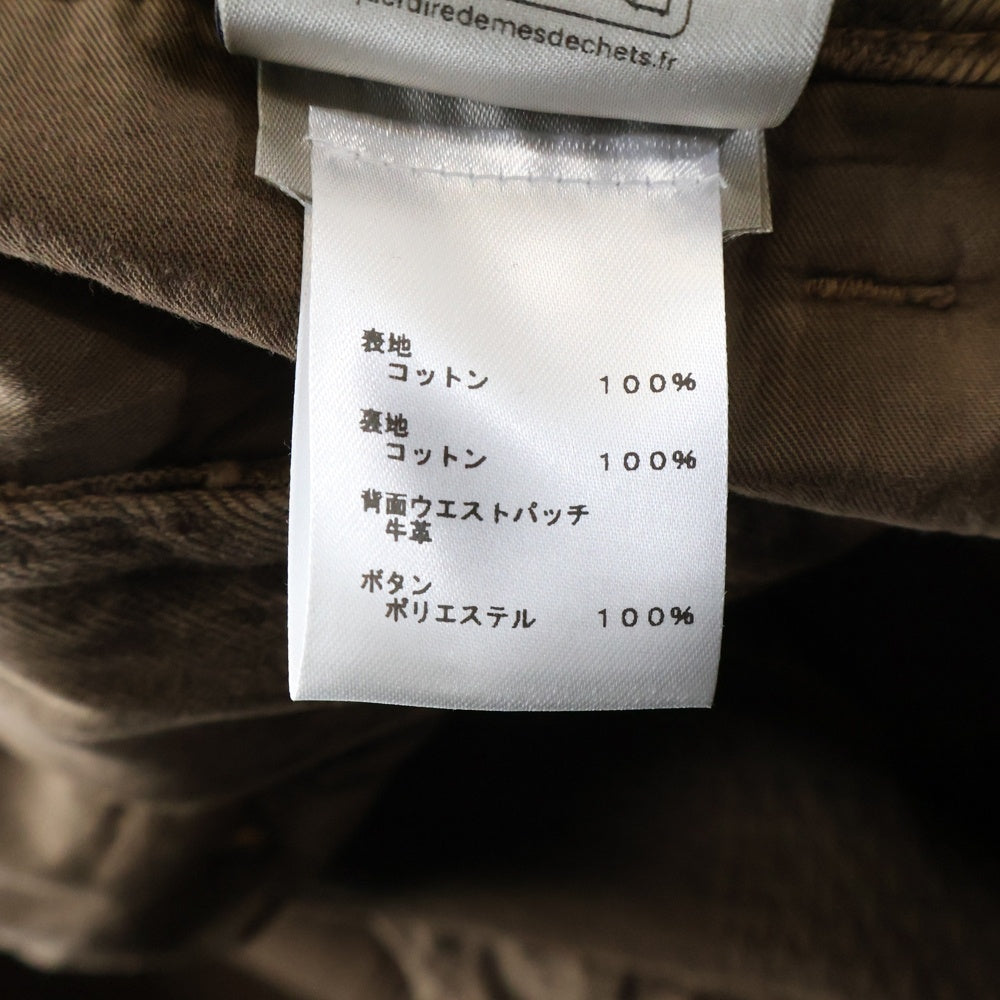 quefairedemesdechets.fr
表地
コットン 100%
裏地
コットン 100%
背面ウエストパッチ
牛革
ボタン
ポリエステル 100%